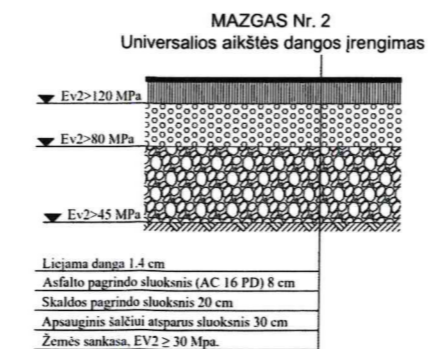 MAZGAS Nr. 2
Universalios aikštės dangos įrengimas
Ev2>120 MPa
Ev2>80 MPa
Ev2>45 MPa
Liejama danga 1.4 cm
Asfalto pagrindo sluoksnis (AC 16 PD) 8 cm
Skaldos pagrindo sluoksnis 20 cm
Apsauginis šalčiui atsparus sluoksnis 30 cm
Žemės sankasa, EV2 ≥ 30 Mpa.